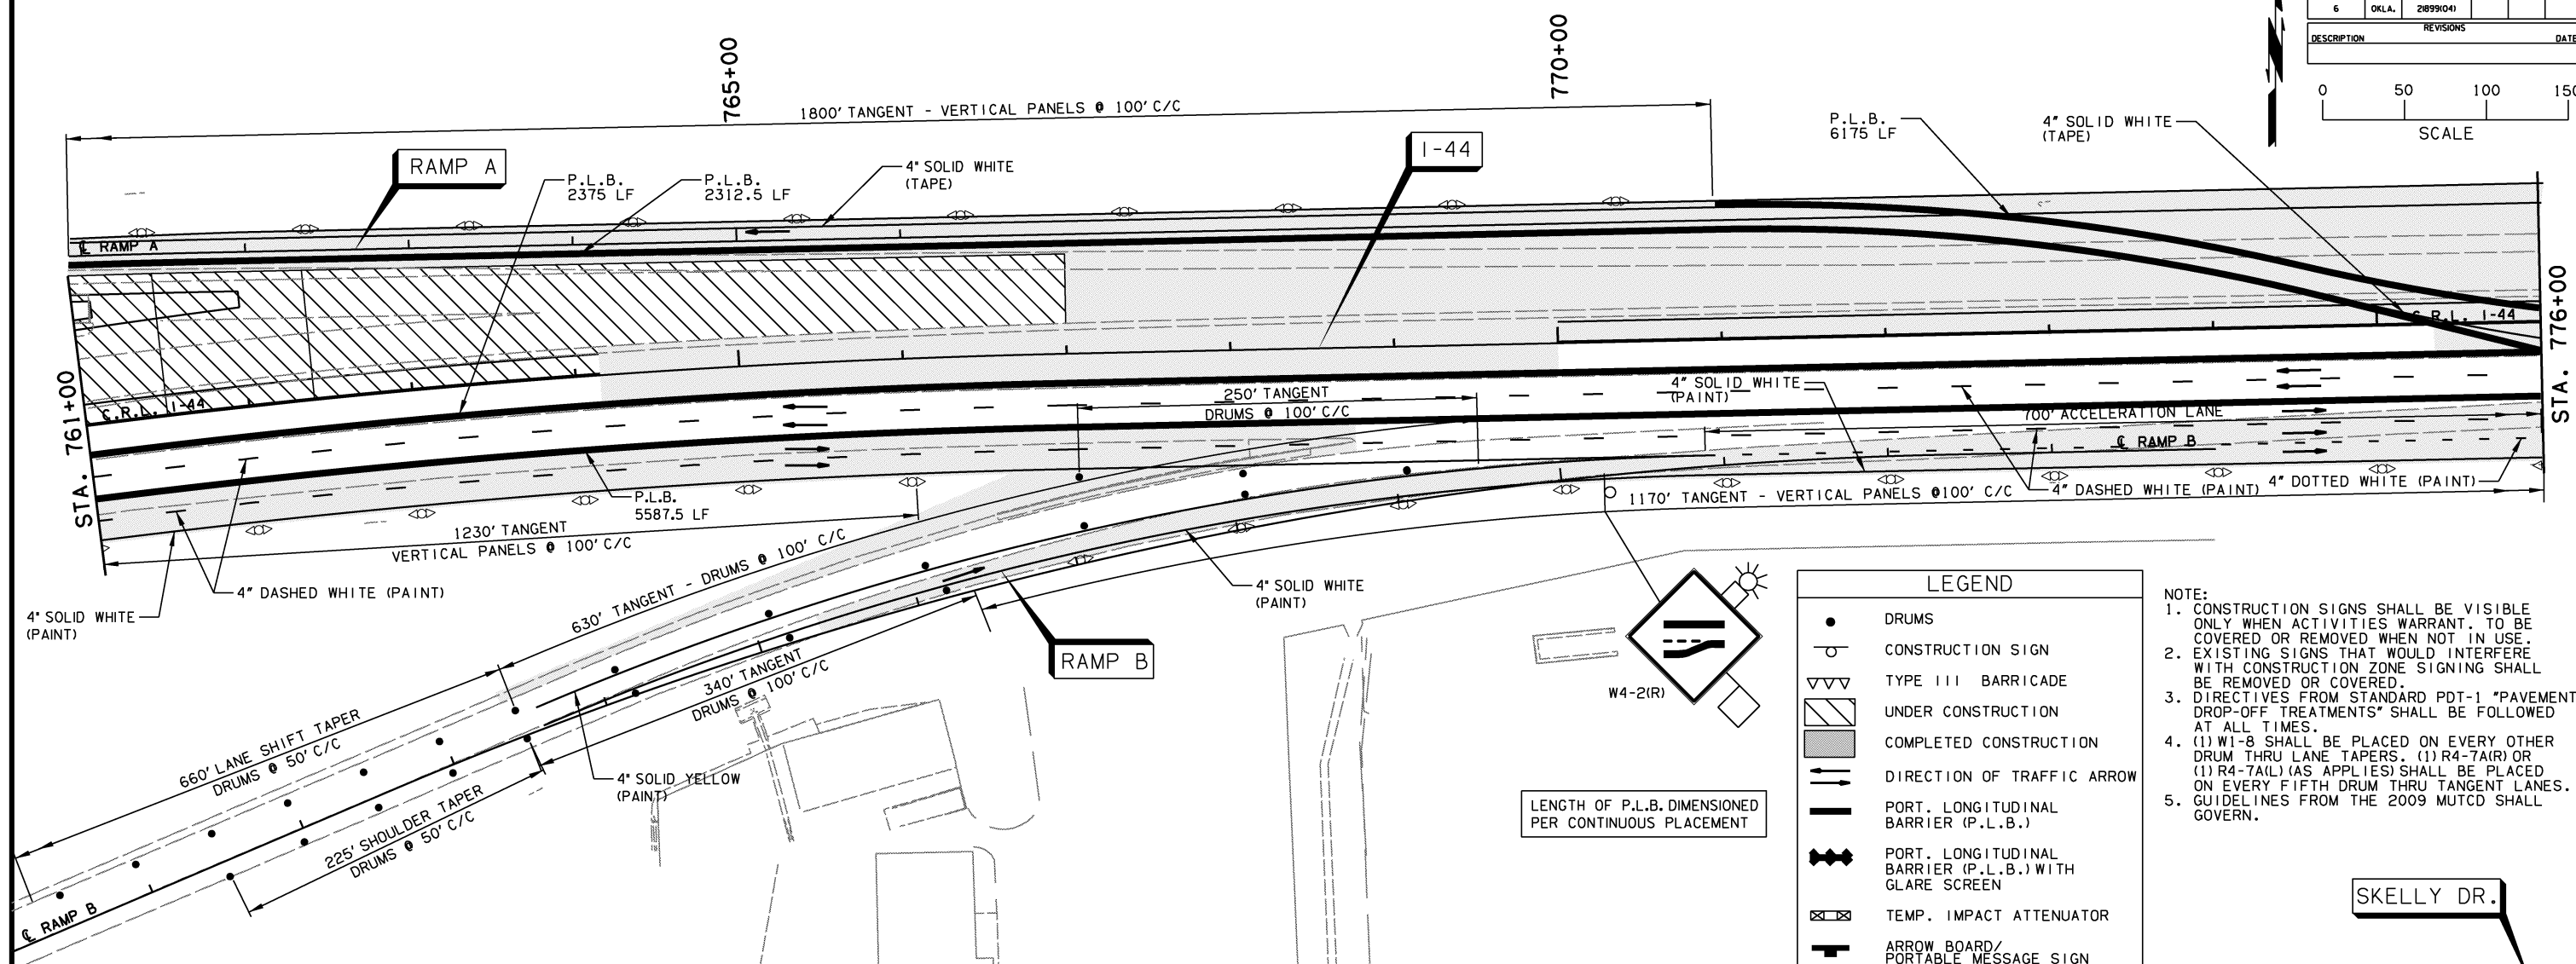 6 OKLA. 21899(04)
REVISIONS
DESCRIPTION DATE
0 50 100 150
SCALE
765+00
770+00
1800' TANGENT - VERTICAL PANELS @ 100' C/C
RAMP A
P.L.B.
2375 LF
P.L.B.
2312.5 LF
4" SOLID WHITE
(TAPE)
I-44
P.L.B.
6175 LF
4" SOLID WHITE
(TAPE)
℄ RAMP A
C.R.L. I-44
STA. 776+00
STA. 761+00
C.R.L. I-44
250' TANGENT
DRUMS @ 100' C/C
4" SOLID WHITE
(PAINT)
700' ACCELERATION LANE
℄ RAMP B
P.L.B.
5587.5 LF
1230' TANGENT
VERTICAL PANELS @ 100' C/C
1170' TANGENT - VERTICAL PANELS @100' C/C
4" DASHED WHITE (PAINT)
4" DOTTED WHITE (PAINT)
4" DASHED WHITE (PAINT)
4" SOLID WHITE
(PAINT)
630' TANGENT - DRUMS @ 100' C/C
4" SOLID WHITE
(PAINT)
RAMP B
340' TANGENT
DRUMS @ 100' C/C
660' LANE SHIFT TAPER
DRUMS @ 50' C/C
4" SOLID YELLOW
(PAINT)
225' SHOULDER TAPER
DRUMS @ 50' C/C
℄ RAMP B
W4-2(R)
LENGTH OF P.L.B. DIMENSIONED
PER CONTINUOUS PLACEMENT
LEGEND
DRUMS
CONSTRUCTION SIGN
TYPE III BARRICADE
UNDER CONSTRUCTION
COMPLETED CONSTRUCTION
DIRECTION OF TRAFFIC ARROW
PORT. LONGITUDINAL
BARRIER (P.L.B.)
PORT. LONGITUDINAL
BARRIER (P.L.B.) WITH
GLARE SCREEN
TEMP. IMPACT ATTENUATOR
ARROW BOARD/
PORTABLE MESSAGE SIGN
NOTE:
1. CONSTRUCTION SIGNS SHALL BE VISIBLE
ONLY WHEN ACTIVITIES WARRANT. TO BE
COVERED OR REMOVED WHEN NOT IN USE.
2. EXISTING SIGNS THAT WOULD INTERFERE
WITH CONSTRUCTION ZONE SIGNING SHALL
BE REMOVED OR COVERED.
3. DIRECTIVES FROM STANDARD PDT-1 "PAVEMENT
DROP-OFF TREATMENTS" SHALL BE FOLLOWED
AT ALL TIMES.
4. (1) W1-8 SHALL BE PLACED ON EVERY OTHER
DRUM THRU LANE TAPERS. (1) R4-7A(R) OR
(1) R4-7A(L) (AS APPLIES) SHALL BE PLACED
ON EVERY FIFTH DRUM THRU TANGENT LANES.
5. GUIDELINES FROM THE 2009 MUTCD SHALL
GOVERN.
SKELLY DR.